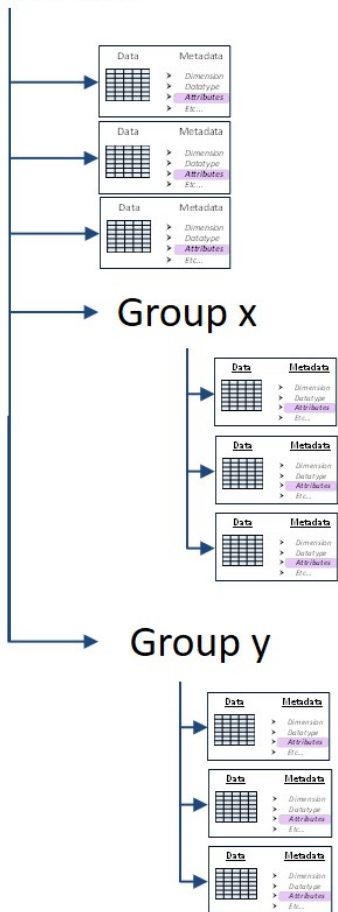 Data Metadata
Dimension
Datatype
Attributes
Etc...
Data Metadata
Dimension
Datatype
Attributes
Etc...
Data Metadata
Dimension
Datatype
Attributes
Etc...
Group x
Data Metadata
Dimension
Datatype
Attributes
Etc...
Data Metadata
Dimension
Datatype
Attributes
Etc...
Data Metadata
Dimension
Datatype
Attributes
Etc...
Group y
Data Metadata
Dimension
Datatype
Attributes
Etc...
Data Metadata
Dimension
Datatype
Attributes
Etc...
Data Metadata
Dimension
Datatype
Attributes
Etc...